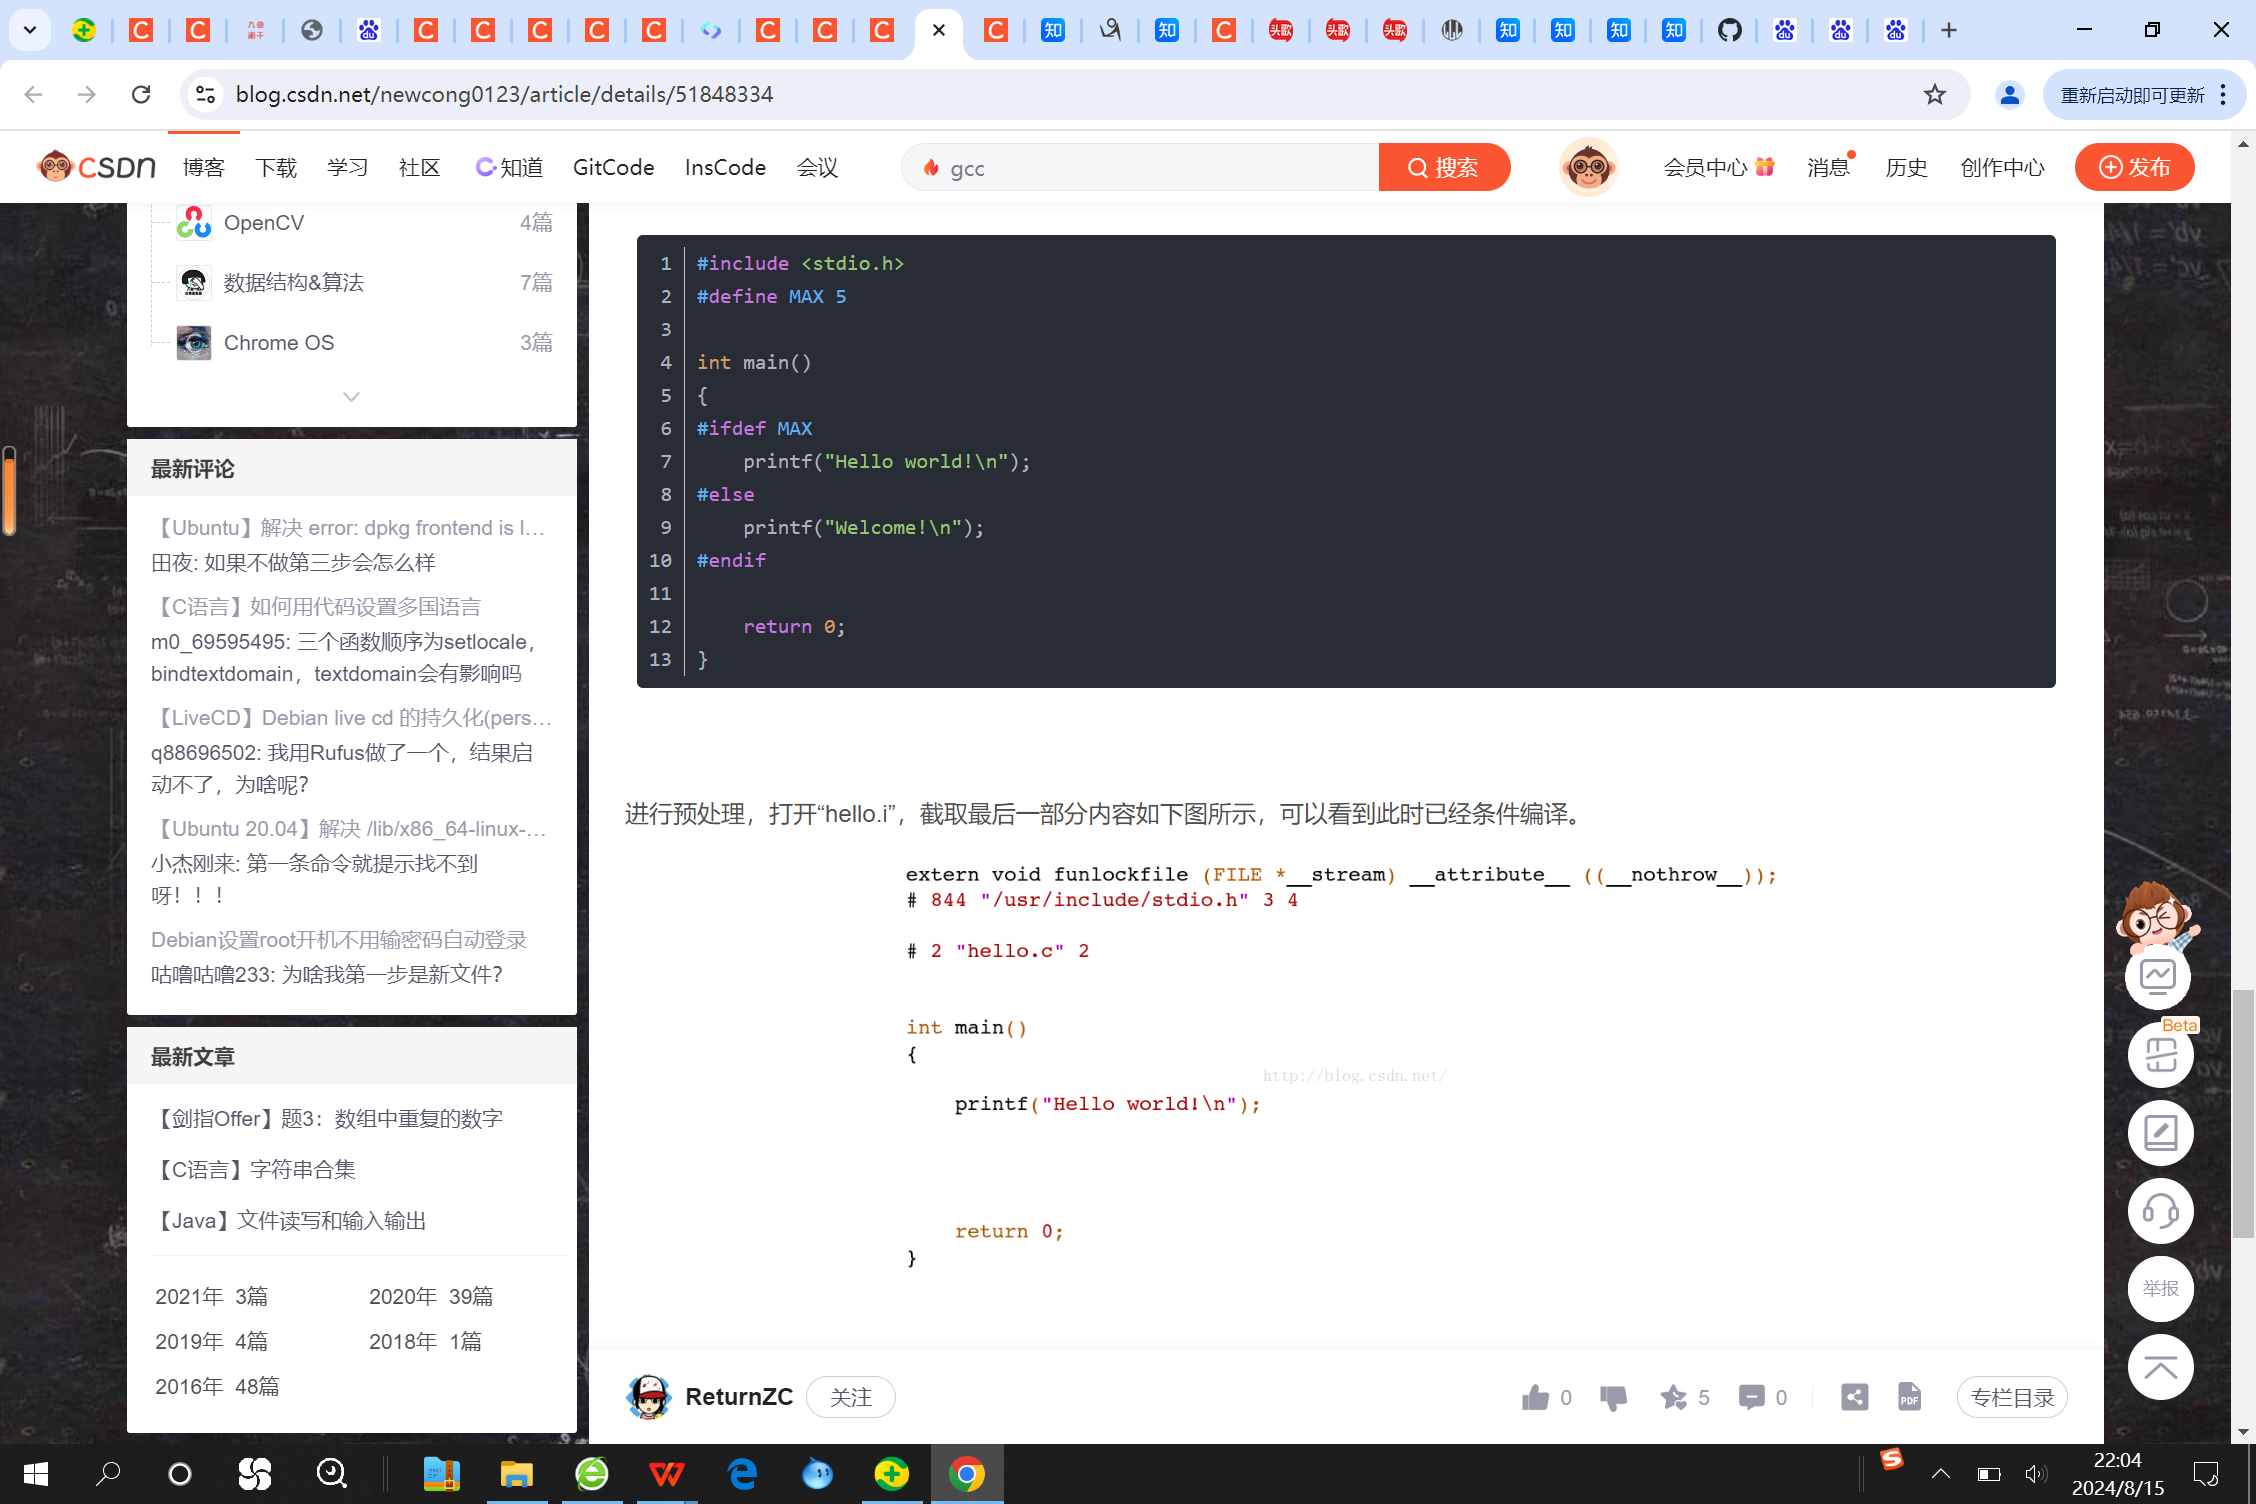 blog.csdn.net/newcong0123/article/details/51848334
重新启动即可更新
CSDN 博客 下载 学习 社区 知道 GitCode InsCode 会议 gcc 搜索 会员中心 消息 历史 创作中心 发布
OpenCV 4篇
数据结构&算法 7篇
Chrome OS 3篇
最新评论
【Ubuntu】解决 error: dpkg frontend is l…
田夜: 如果不做第三步会怎么样
【C语言】如何用代码设置多国语言
m0_69595495: 三个函数顺序为setlocale，
bindtextdomain，textdomain会有影响吗
【LiveCD】Debian live cd 的持久化(pers…
q88696502: 我用Rufus做了一个，结果启
动不了，为啥呢?
【Ubuntu 20.04】解决 /lib/x86_64-linux-…
小杰刚来: 第一条命令就提示找不到
呀！！！
Debian设置root开机不用输密码自动登录
咕噜咕噜233: 为啥我第一步是新文件?
最新文章
【剑指Offer】题3：数组中重复的数字
【C语言】字符串合集
【Java】文件读写和输入输出
2021年 3篇 2020年 39篇
2019年 4篇 2018年 1篇
2016年 48篇
1 #include <stdio.h>
2 #define MAX 5
3
4 int main()
5 {
6 #ifdef MAX
7 printf("Hello world!\n");
8 #else
9 printf("Welcome!\n");
10 #endif
11
12 return 0;
13 }
进行预处理，打开“hello.i”，截取最后一部分内容如下图所示，可以看到此时已经条件编译。
extern void funlockfile (FILE *__stream) __attribute__ ((__nothrow__));
# 844 "/usr/include/stdio.h" 3 4
# 2 "hello.c" 2
int main()
{
http://blog.csdn.net/
printf("Hello world!\n");
return 0;
}
ReturnZC 关注 0 5 0 PDF 专栏目录
Beta
举报
22:04
2024/8/15